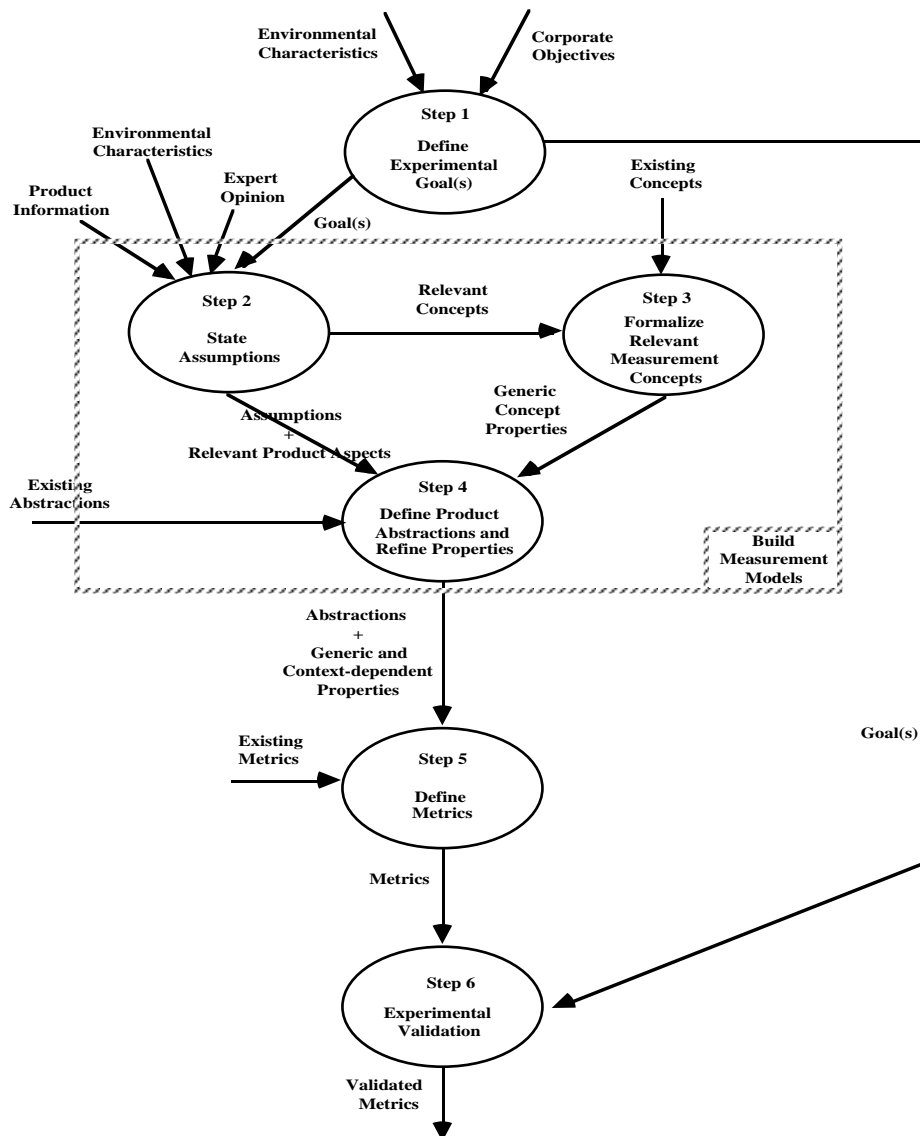 Environmental
Characteristics
Corporate
Objectives
Step 1
Define
Experimental
Goal(s)
Environmental
Characteristics
Expert
Opinion
Product
Information
Goal(s)
Existing
Concepts
Step 2
State
Assumptions
Relevant
Concepts
Step 3
Formalize
Relevant
Measurement
Concepts
Assumptions
+
Relevant Product Aspects
Generic
Concept
Properties
Existing
Abstractions
Step 4
Define Product
Abstractions and
Refine Properties
Build
Measurement
Models
Abstractions
+
Generic and
Context-dependent
Properties
Goal(s)
Existing
Metrics
Step 5
Define
Metrics
Metrics
Step 6
Experimental
Validation
Validated
Metrics